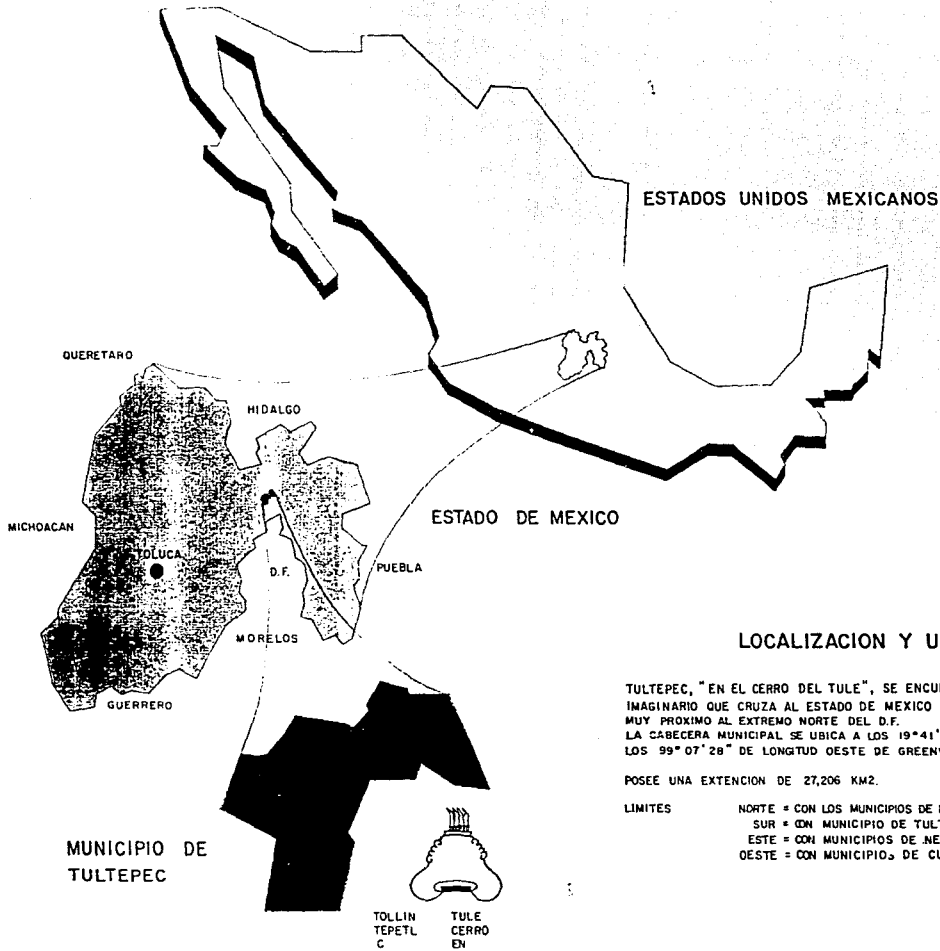 ESTADOS UNIDOS MEXICANOS
QUERETARO
HIDALGO
MICHOACAN
ESTADO DE MEXICO
TOLUCA
D.F.
PUEBLA
MORELOS
GUERRERO
LOCALIZACION Y U
TULTEPEC, "EN EL CERRO DEL TULE", SE ENCUE
IMAGINARIO QUE CRUZA AL ESTADO DE MEXICO
MUY PROXIMO AL EXTREMO NORTE DEL D.F.
LA CABECERA MUNICIPAL SE UBICA A LOS 19°41'
LOS 99°07'28" DE LONGITUD OESTE DE GREENW
POSEE UNA EXTENCION DE 27,206 KM2.
LIMITES NORTE = CON LOS MUNICIPIOS DE
SUR = CON MUNICIPIO DE TULT
ESTE = CON MUNICIPIOS DE NE
OESTE = CON MUNICIPIOS DE CU
MUNICIPIO DE
TULTEPEC
TOLLIN TULE
TEPETL CERRO
C EN